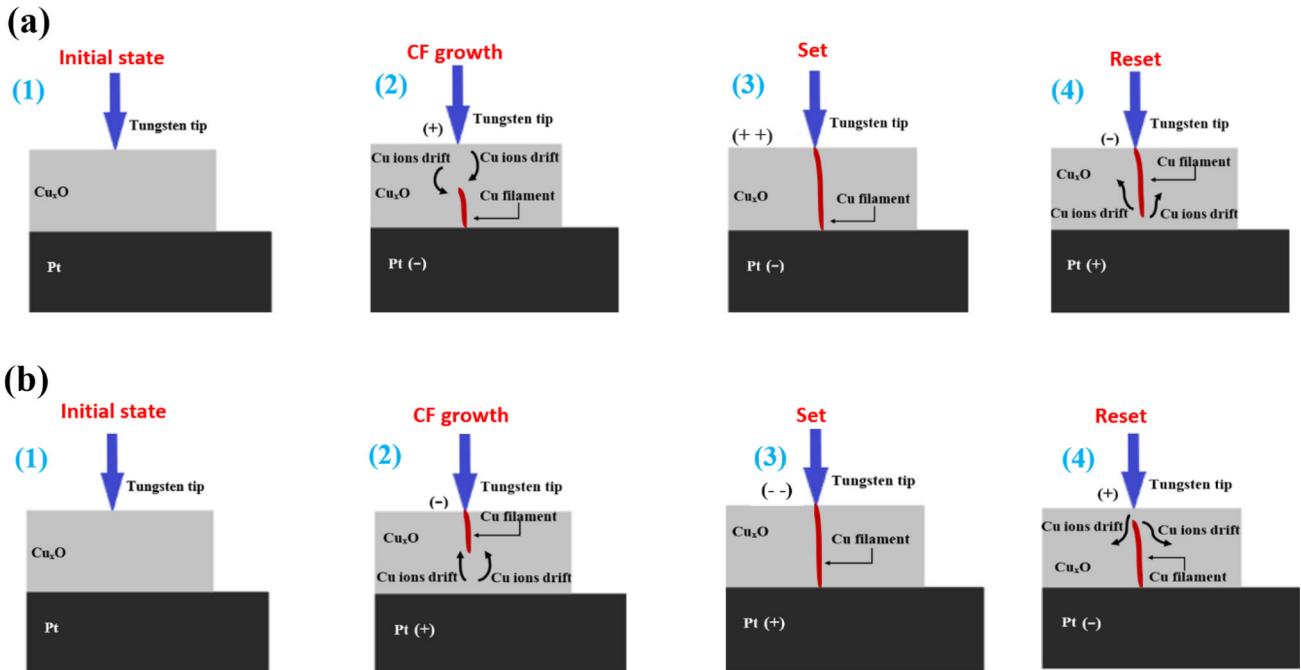 (a)
Initial state
(1)
Tungsten tip
CuₓO
Pt
CF growth
(2)
(+)
Tungsten tip
Cu ions drift
Cu ions drift
CuₓO
Cu filament
Pt (−)
Set
(3)
Tungsten tip
(+ +)
CuₓO
Cu filament
Pt (−)
Reset
(4)
Tungsten tip
(−)
Cu filament
CuₓO
Cu ions drift
Cu ions drift
Pt (+)
(b)
Initial state
(1)
Tungsten tip
CuₓO
Pt
CF growth
(2)
Tungsten tip
(−)
Cu filament
CuₓO
Cu ions drift
Cu ions drift
Pt (+)
Set
(3)
Tungsten tip
(- -)
CuₓO
Cu filament
Pt (+)
Reset
(4)
Tungsten tip
(+)
Cu ions drift
Cu ions drift
CuₓO
Cu filament
Pt (−)